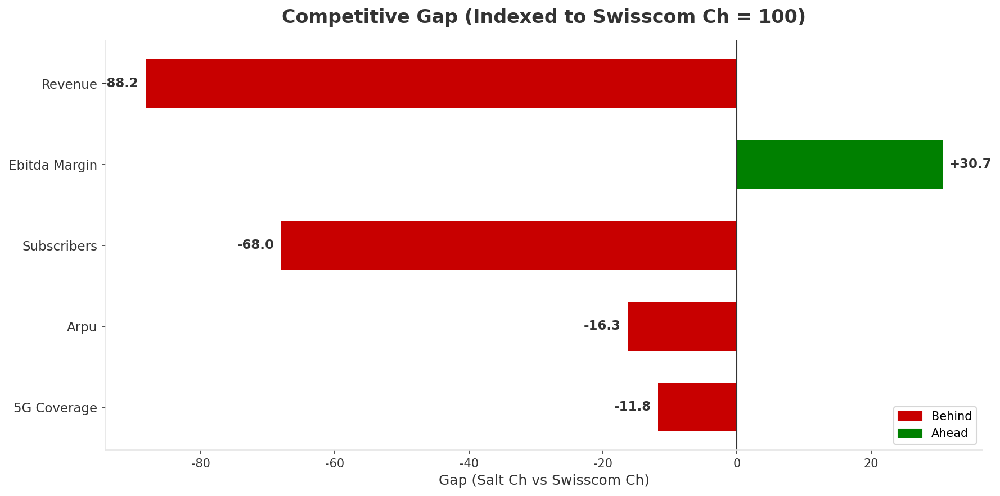 Competitive Gap (Indexed to Swisscom Ch = 100)
Revenue
-88.2
Ebitda Margin
+30.7
Subscribers
-68.0
Arpu
-16.3
5G Coverage
-11.8
Behind
Ahead
-80
-60
-40
-20
0
20
Gap (Salt Ch vs Swisscom Ch)